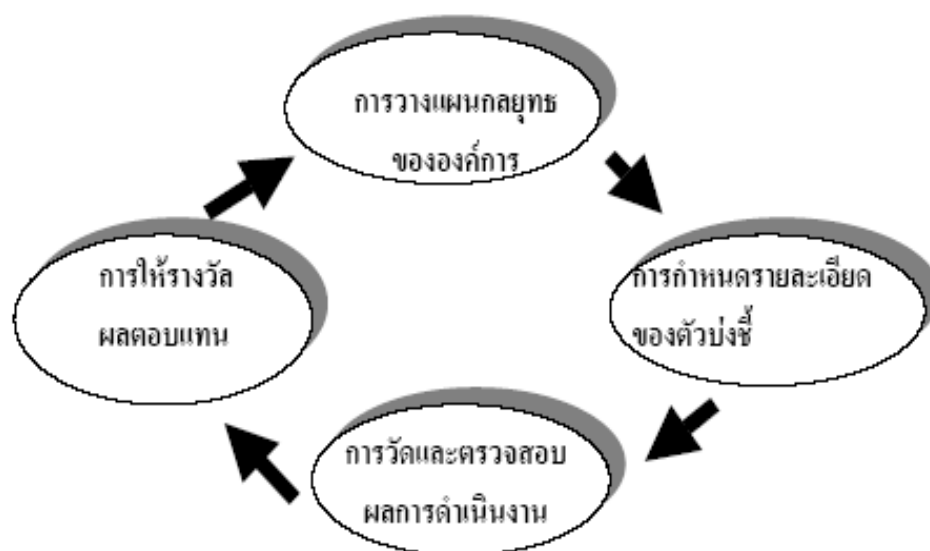 การวางแผนกลยุทธ
ขององค์การ
การให้รางวัล
ผลตอบแทน
การกำหนดรายละเอียด
ของตัวบ่งชี้
การวัดและตรวจสอบ
ผลการดำเนินงาน